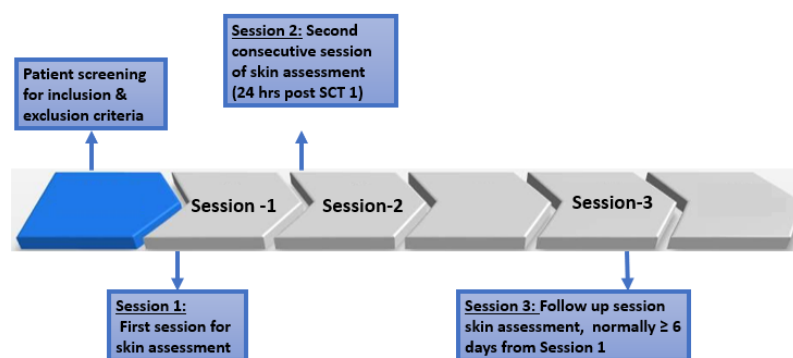 Patient screening
for inclusion &
exclusion criteria
Session 2: Second
consecutive session
of skin assessment
(24 hrs post SCT 1)
Session -1
Session-2
Session-3
Session 1:
First session for
skin assessment
Session 3: Follow up session
skin assessment, normally ≥ 6
days from Session 1